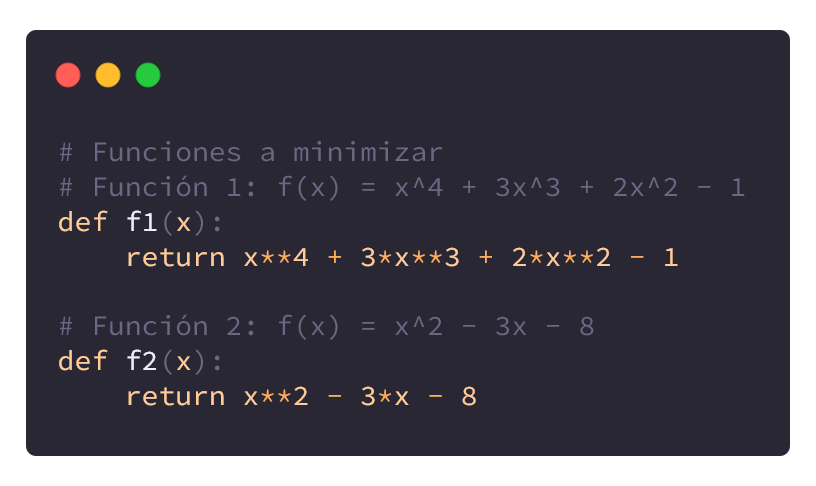 # Funciones a minimizar
# Función 1: f(x) = x^4 + 3x^3 + 2x^2 - 1
def f1(x):
    return x**4 + 3*x**3 + 2*x**2 - 1

# Función 2: f(x) = x^2 - 3x - 8
def f2(x):
    return x**2 - 3*x - 8